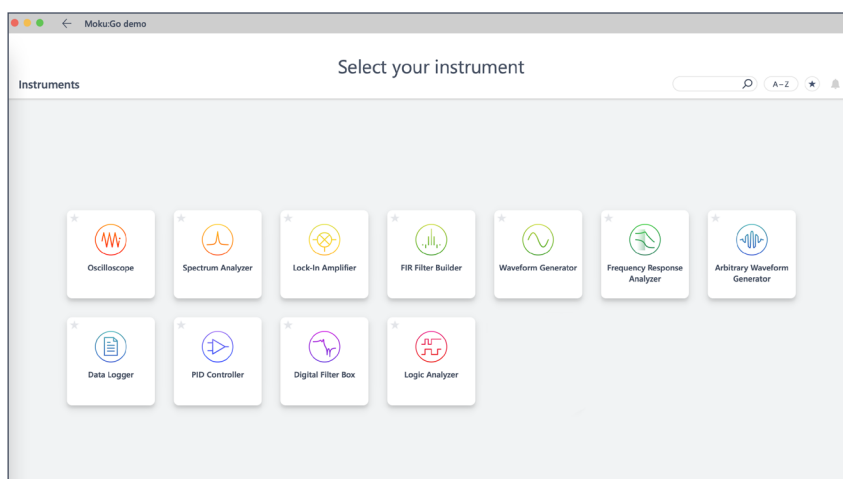 Moku:Go demo
Select your instrument
Instruments
A–Z
Oscilloscope
Spectrum Analyzer
Lock-In Amplifier
FIR Filter Builder
Waveform Generator
Frequency Response
Analyzer
Arbitrary Waveform
Generator
Data Logger
PID Controller
Digital Filter Box
Logic Analyzer